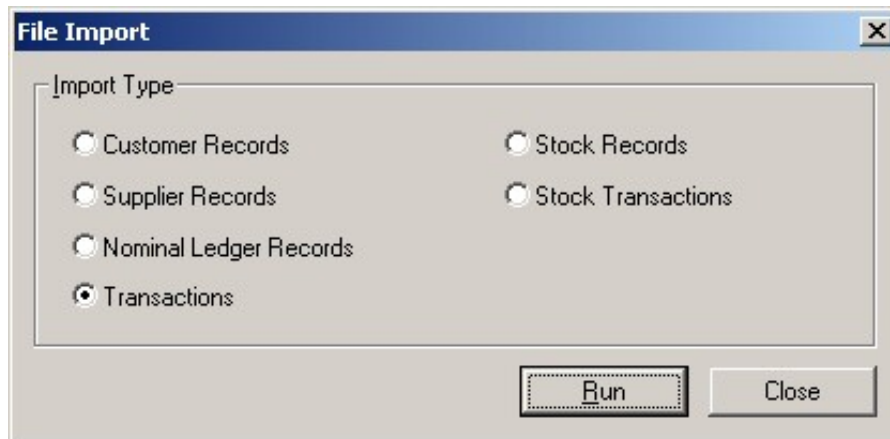 File Import
Import Type
Customer Records
Supplier Records
Nominal Ledger Records
Transactions
Stock Records
Stock Transactions
Run
Close